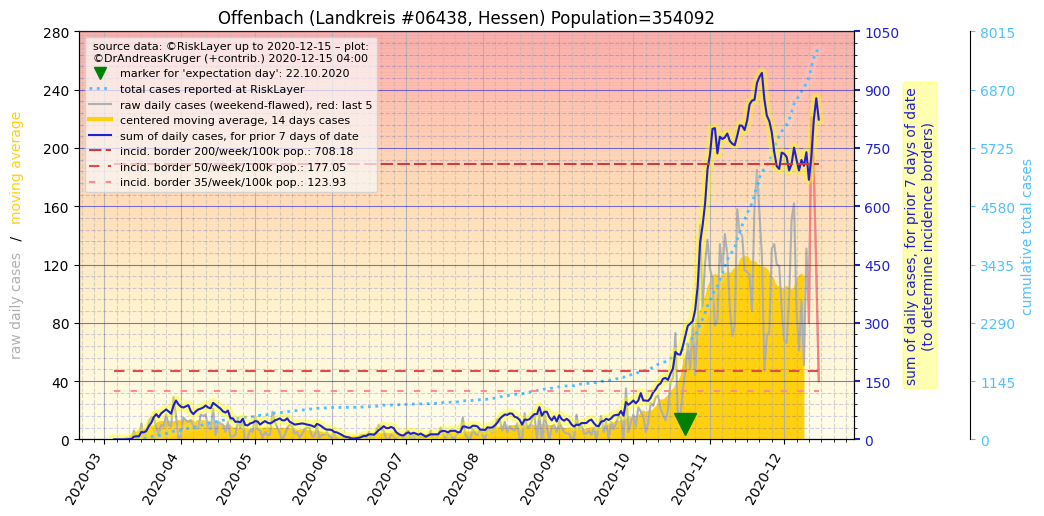 Offenbach (Landkreis #06438, Hessen) Population=354092
source data: ©RiskLayer up to 2020-12-15 – plot:
©DrAndreasKruger (+contrib.) 2020-12-15 04:00
marker for 'expectation day': 22.10.2020
total cases reported at RiskLayer
raw daily cases (weekend-flawed), red: last 5
centered moving average, 14 days cases
sum of daily cases, for prior 7 days of date
incid. border 200/week/100k pop.: 708.18
incid. border 50/week/100k pop.: 177.05
incid. border 35/week/100k pop.: 123.93
raw daily cases / moving average
280
240
200
160
120
80
40
0
2020-03
2020-04
2020-05
2020-06
2020-07
2020-08
2020-09
2020-10
2020-11
2020-12
1050
900
750
600
450
300
150
0
sum of daily cases, for prior 7 days of date
(to determine incidence borders)
8015
6870
5725
4580
3435
2290
1145
0
cumulative total cases